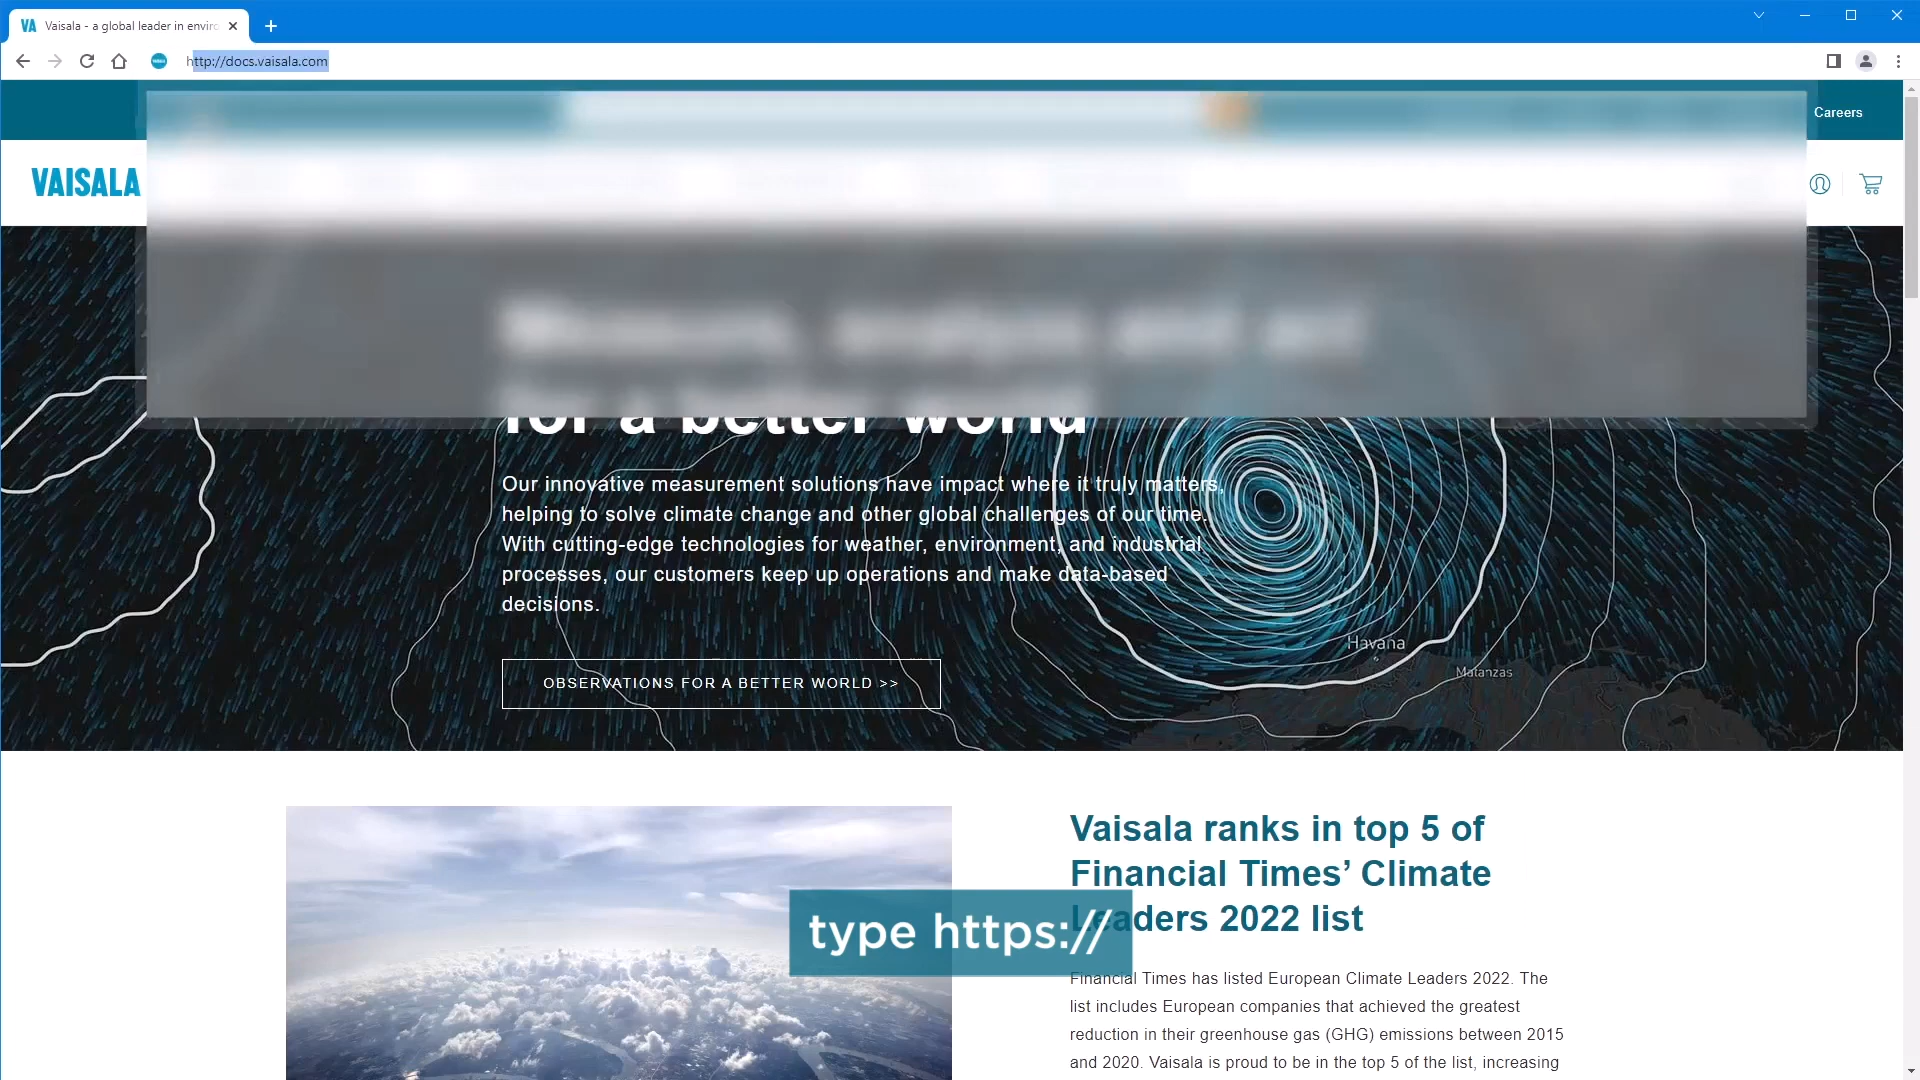 VA Vaisala - a global leader in enviro
http://docs.vaisala.com
Careers
VAISALA
for a better world
Our innovative measurement solutions have impact where it truly matters,
helping to solve climate change and other global challenges of our time.
With cutting-edge technologies for weather, environment, and industrial
processes, our customers keep up operations and make data-based
decisions.
OBSERVATIONS FOR A BETTER WORLD >>
Havana
Matanzas
Vaisala ranks in top 5 of
Financial Times’ Climate
Leaders 2022 list
type https://
Financial Times has listed European Climate Leaders 2022. The
list includes European companies that achieved the greatest
reduction in their greenhouse gas (GHG) emissions between 2015
and 2020. Vaisala is proud to be in the top 5 of the list, increasing